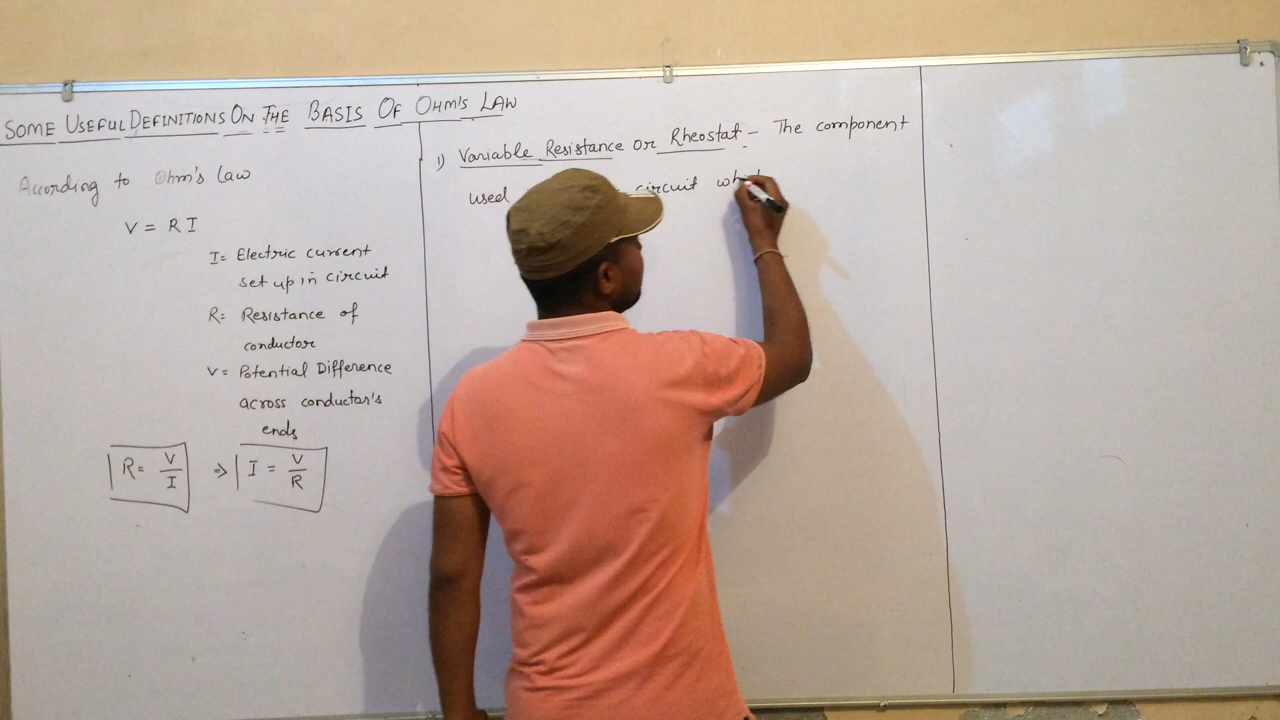 SOME USEFUL DEFINITIONS ON THE BASIS OF OHM'S LAW
According to Ohm's law
V = R I
I = Electric current
set up in circuit
R = Resistance of
conductor
V = Potential Difference
across conductor's
ends
R = V/I ⇒ I = V/R
1) Variable Resistance or Rheostat - The component
used circuit